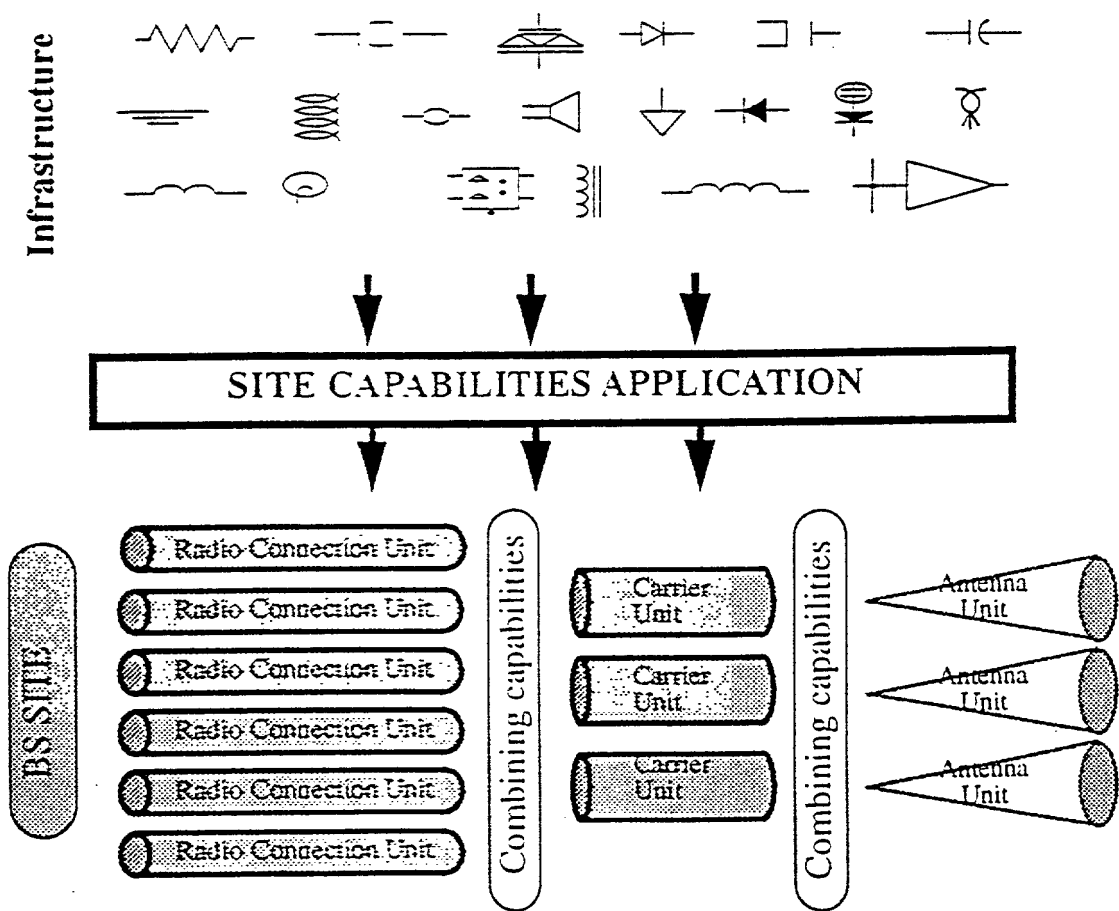 Infrastructure
SITE CAPABILITIES APPLICATION
BS SITE
Radio Connection Unit
Radio Connection Unit
Radio Connection Unit
Radio Connection Unit
Radio Connection Unit
Radio Connection Unit
Combining capabilities
Carrier
Unit
Carrier
Unit
Carrier
Unit
Combining capabilities
Antenna
Unit
Antenna
Unit
Antenna
Unit